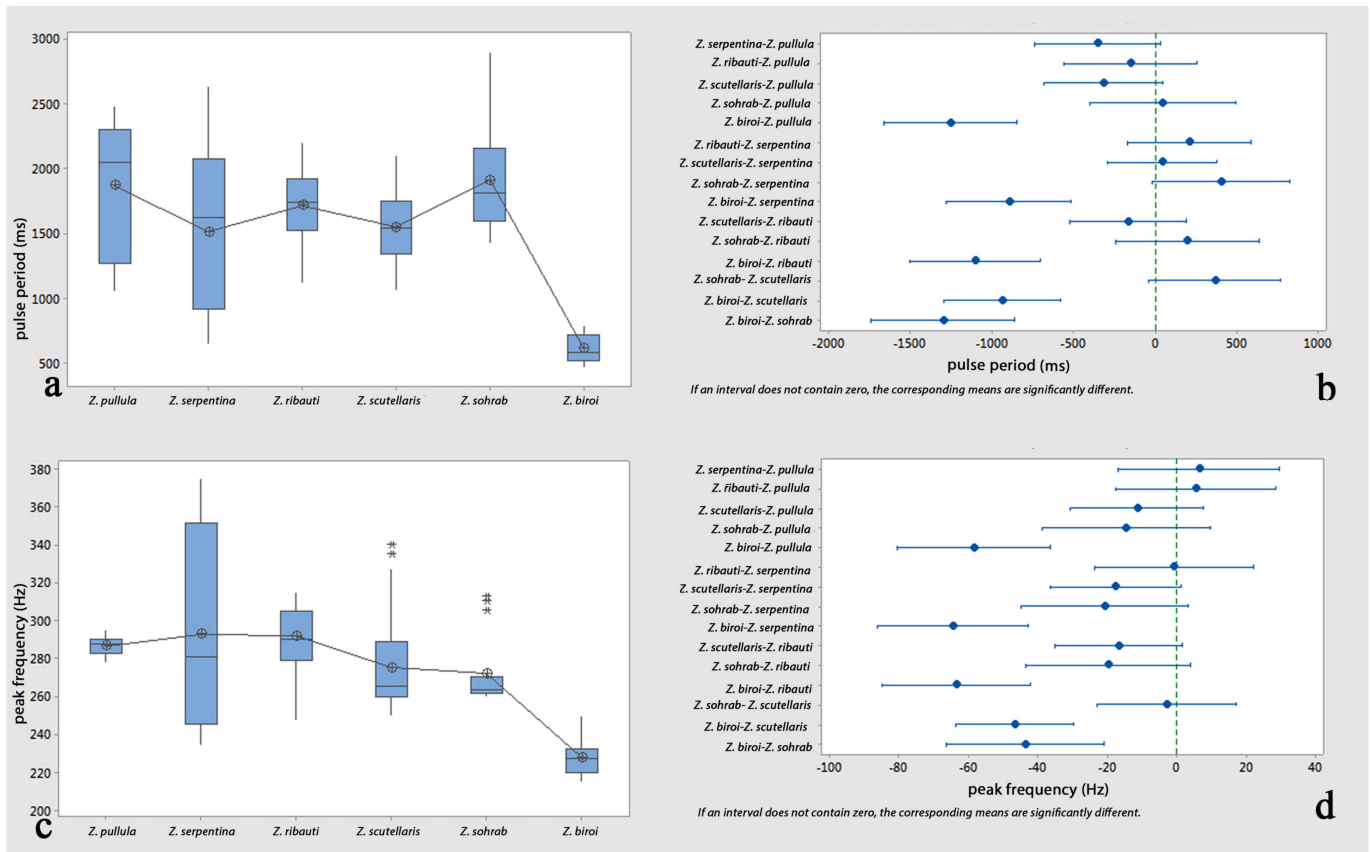 3000
2500
2000
1500
1000
500
pulse period (ms)
a
Z. pullula Z. serpentina Z. ribauti Z. scutellaris Z. sohrab Z. biroi
Z. serpentina-Z. pullula
Z. ribauti-Z. pullula
Z. scutellaris-Z. pullula
Z. sohrab-Z. pullula
Z. biroi-Z. pullula
Z. ribauti-Z. serpentina
Z. scutellaris-Z. serpentina
Z. sohrab-Z. serpentina
Z. biroi-Z. serpentina
Z. scutellaris-Z. ribauti
Z. sohrab-Z. ribauti
Z. biroi-Z. ribauti
Z. sohrab- Z. scutellaris
Z. biroi-Z. scutellaris
Z. biroi-Z. sohrab
-2000 -1500 -1000 -500 0 500 1000
pulse period (ms)
If an interval does not contain zero, the corresponding means are significantly different.
b
380
360
340
320
300
280
260
240
220
200
peak frequency (Hz)
c
Z. pullula Z. serpentina Z. ribauti Z. scutellaris Z. sohrab Z. biroi
Z. serpentina-Z. pullula
Z. ribauti-Z. pullula
Z. scutellaris-Z. pullula
Z. sohrab-Z. pullula
Z. biroi-Z. pullula
Z. ribauti-Z. serpentina
Z. scutellaris-Z. serpentina
Z. sohrab-Z. serpentina
Z. biroi-Z. serpentina
Z. scutellaris-Z. ribauti
Z. sohrab-Z. ribauti
Z. biroi-Z. ribauti
Z. sohrab- Z. scutellaris
Z. biroi-Z. scutellaris
Z. biroi-Z. sohrab
-100 -80 -60 -40 -20 0 20 40
peak frequency (Hz)
If an interval does not contain zero, the corresponding means are significantly different.
d